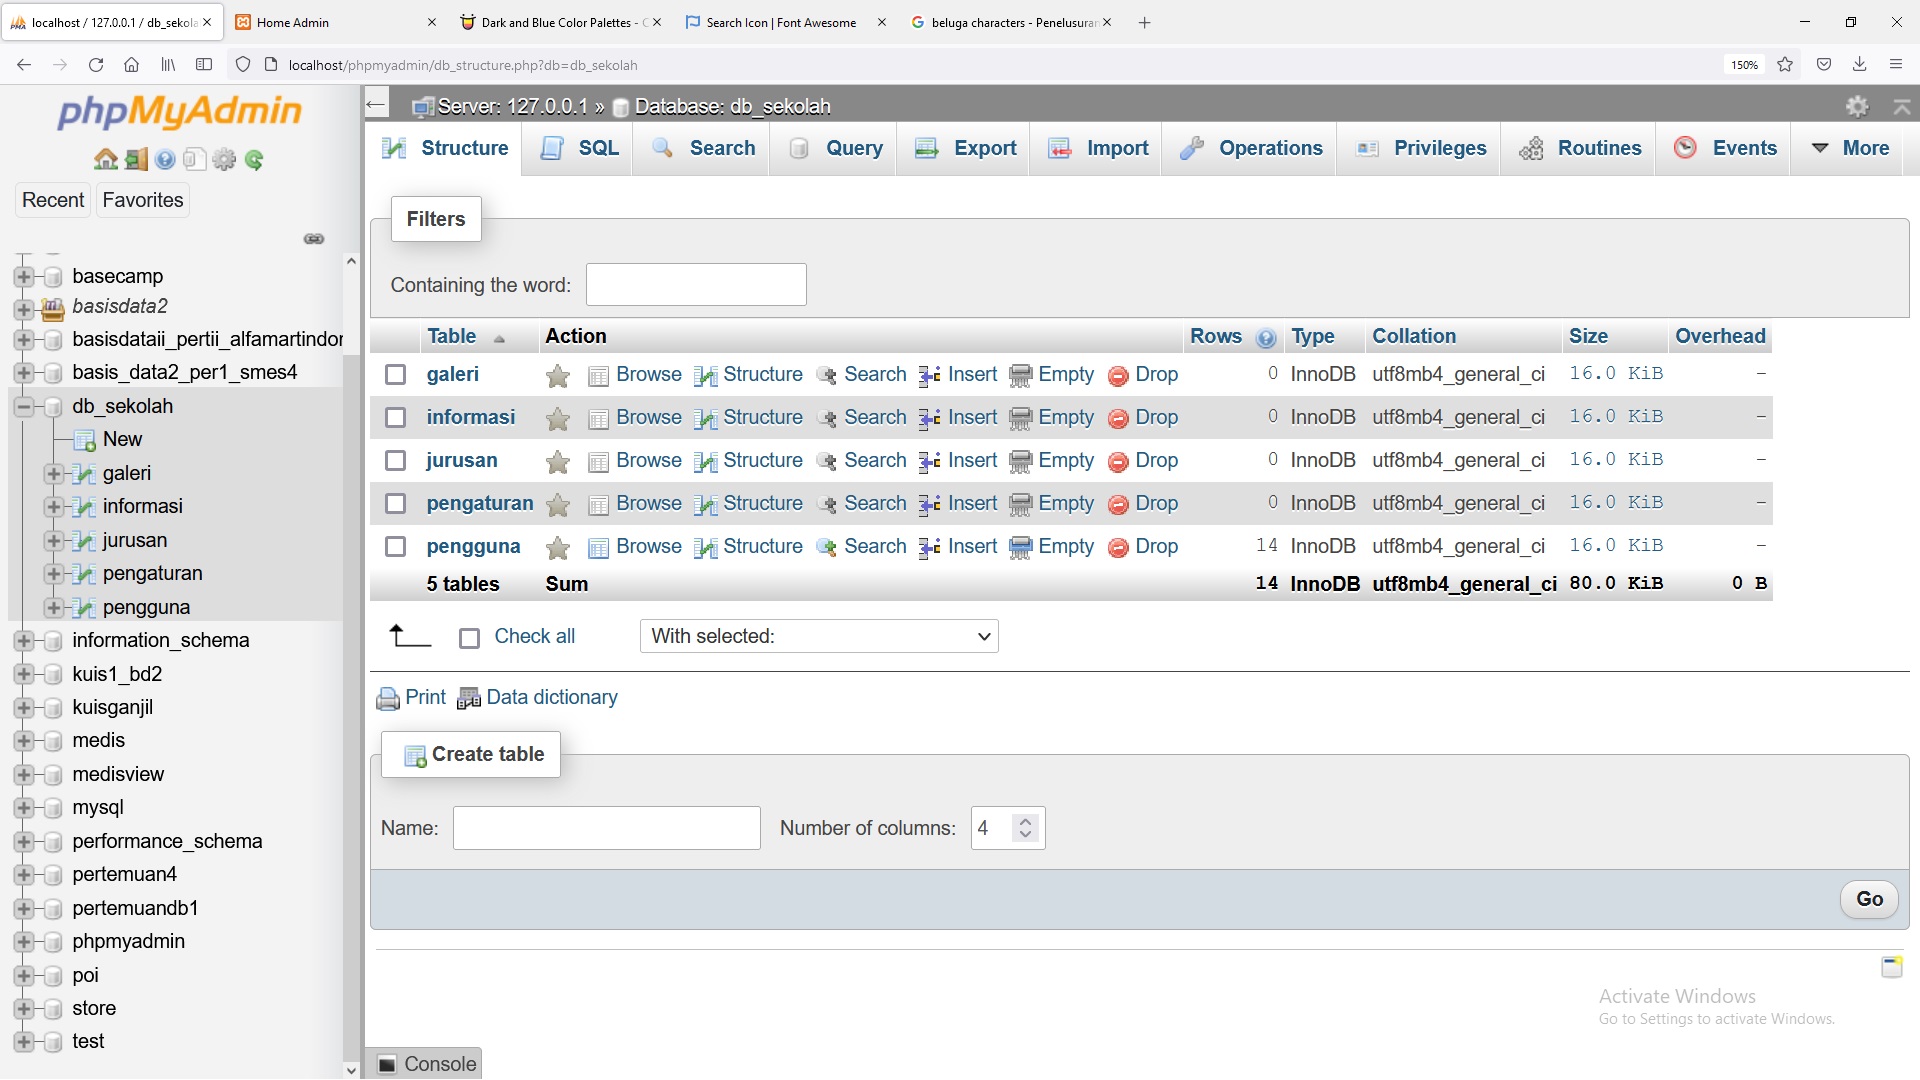 localhost / 127.0.0.1 / db_sekola
Home Admin
Dark and Blue Color Palettes - C
Search Icon | Font Awesome
beluga characters - Penelusuran
localhost/phpmyadmin/db_structure.php?db=db_sekolah
150%
phpMyAdmin
Recent
Favorites
basecamp
basisdata2
basisdataii_pertii_alfamartindor
basis_data2_per1_smes4
db_sekolah
New
galeri
informasi
jurusan
pengaturan
pengguna
information_schema
kuis1_bd2
kuisganjil
medis
medisview
mysql
performance_schema
pertemuan4
pertemuandb1
phpmyadmin
poi
store
test
Server: 127.0.0.1 » Database: db_sekolah
Structure SQL Search Query Export Import Operations Privileges Routines Events More
Filters
Containing the word:
Table Action Rows Type Collation Size Overhead
galeri Browse Structure Search Insert Empty Drop 0 InnoDB utf8mb4_general_ci 16.0 KiB -
informasi Browse Structure Search Insert Empty Drop 0 InnoDB utf8mb4_general_ci 16.0 KiB -
jurusan Browse Structure Search Insert Empty Drop 0 InnoDB utf8mb4_general_ci 16.0 KiB -
pengaturan Browse Structure Search Insert Empty Drop 0 InnoDB utf8mb4_general_ci 16.0 KiB -
pengguna Browse Structure Search Insert Empty Drop 14 InnoDB utf8mb4_general_ci 16.0 KiB -
5 tables Sum 14 InnoDB utf8mb4_general_ci 80.0 KiB 0 B
Check all With selected:
Print Data dictionary
Create table
Name: Number of columns: 4
Go
Activate Windows
Go to Settings to activate Windows.
Console